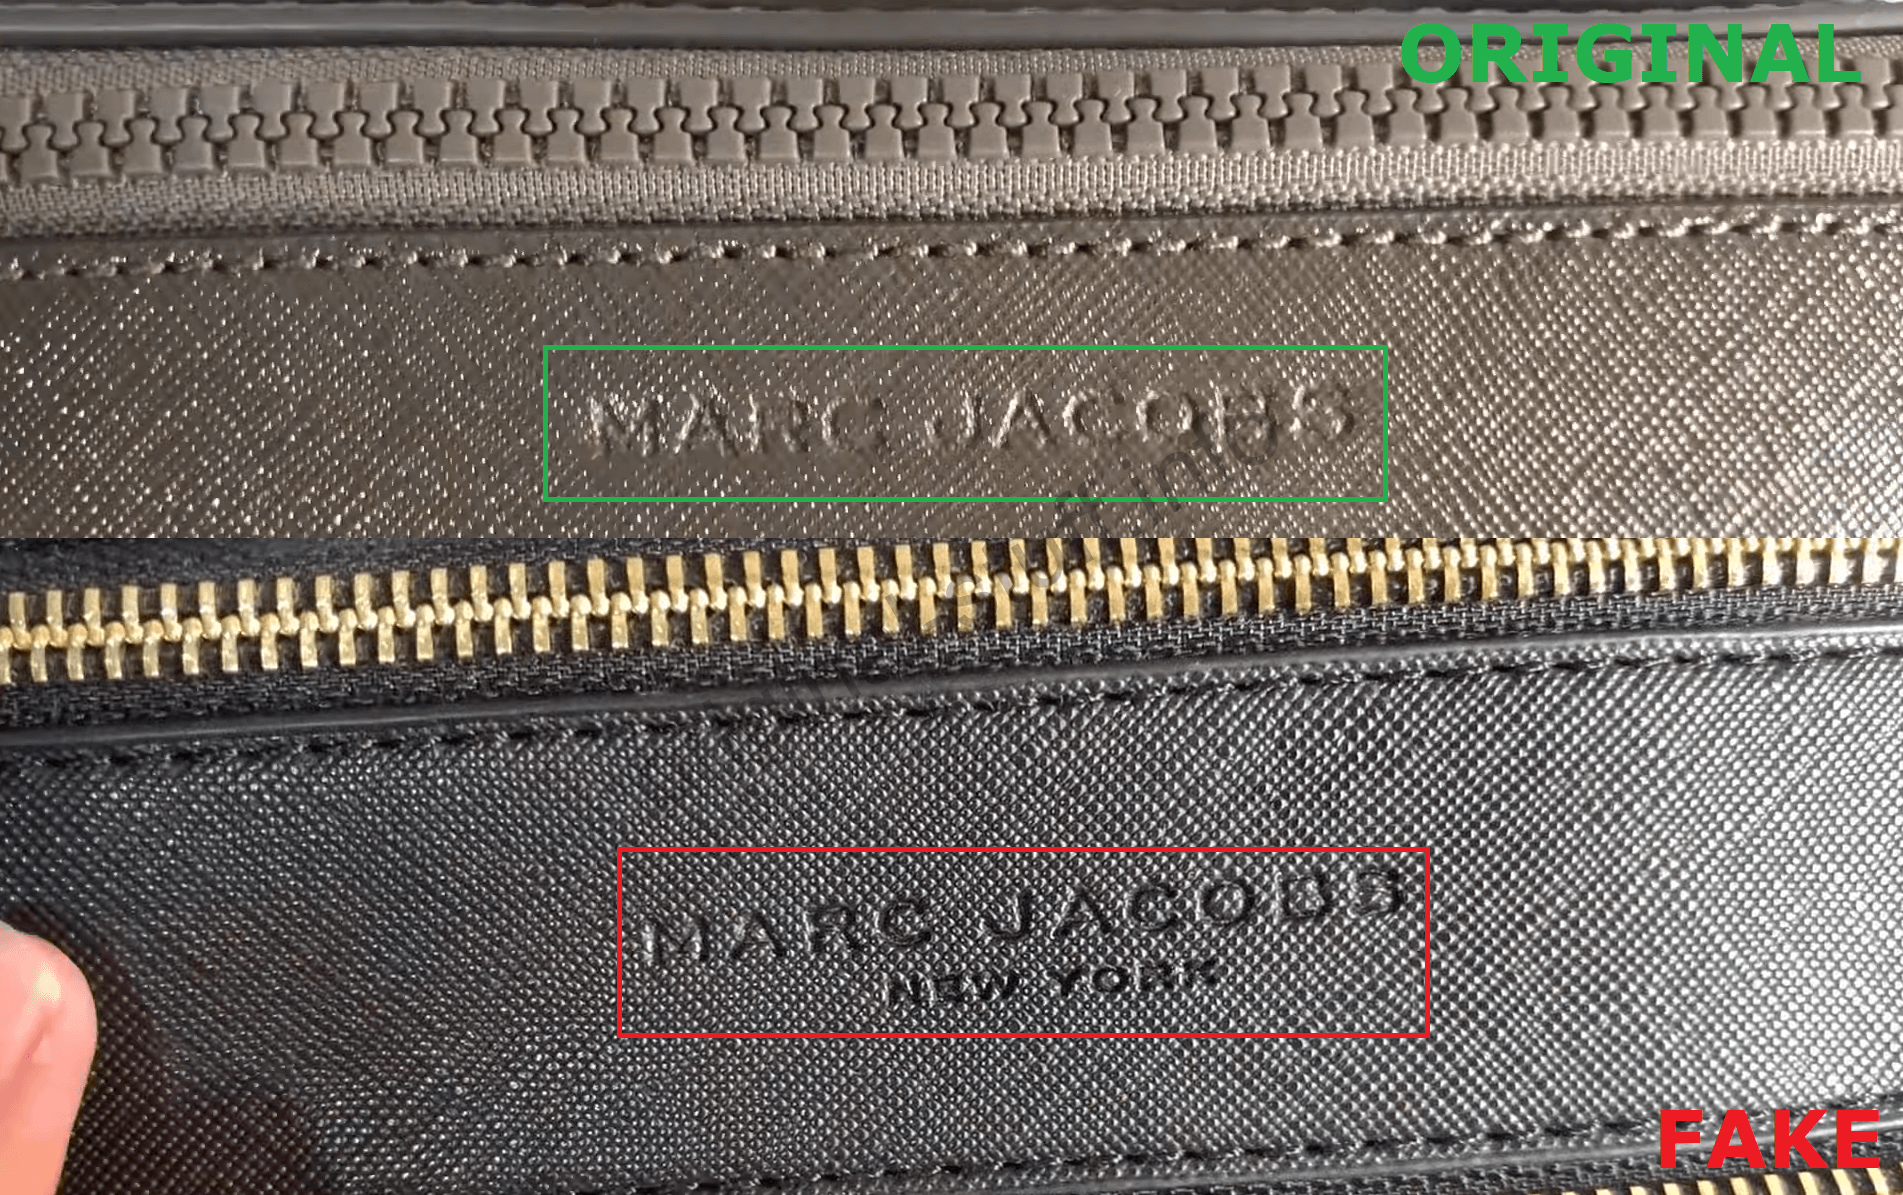 ORIGINAL
MARC JACOBS
MARC JACOBS
NEW YORK
FAKE